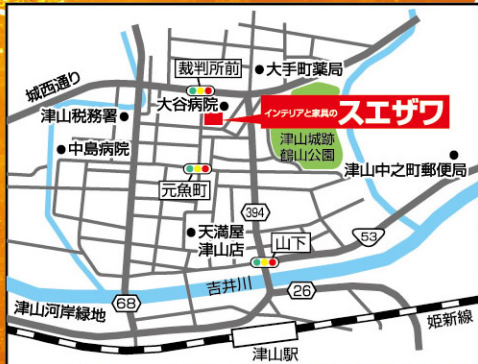 城西通り
裁判所前
大手町薬局
大谷病院
インテリアと家具の スエザワ
津山税務署
中島病院
津山城跡
鶴山公園
津山中之町郵便局
元魚町
394
天満屋
津山店
山下
53
吉井川
68
26
津山河岸緑地
姫新線
津山駅